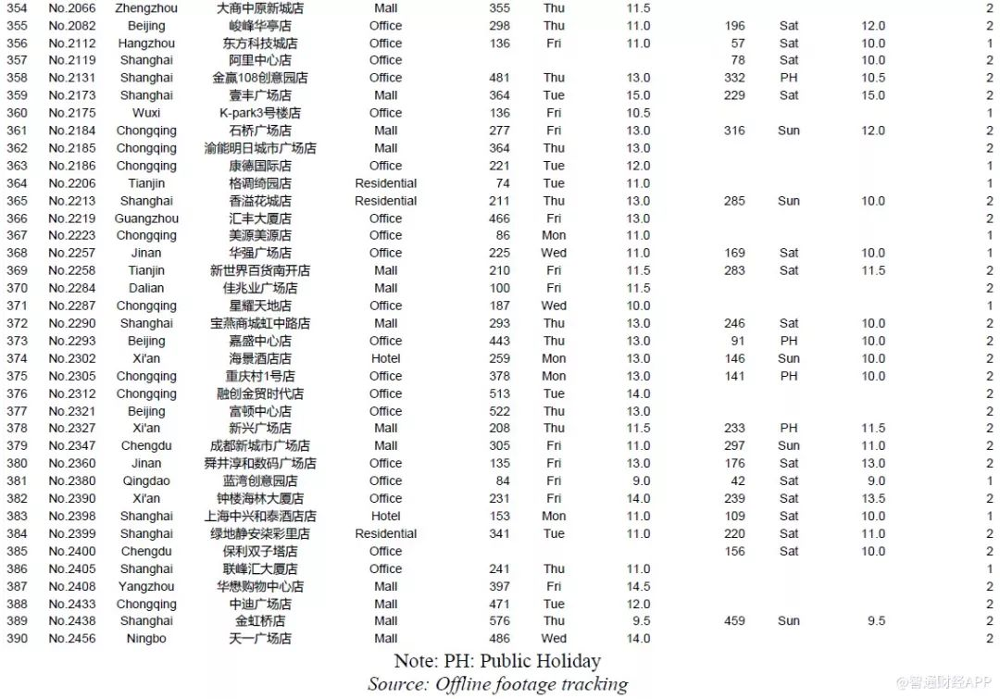 354 No.2066 Zhengzhou 大商中原新城店 Mall 355 Thu 11.5 2
355 No.2082 Beijing 峻峰华亭店 Office 298 Thu 11.0 196 Sat 12.0 2
356 No.2112 Hangzhou 东方科技城店 Office 136 Fri 11.0 57 Sat 10.0 1
357 No.2119 Shanghai 阿里中心店 Office 78 Sat 10.0 2
358 No.2131 Shanghai 金赢108创意园店 Office 481 Thu 13.0 332 PH 10.5 2
359 No.2173 Shanghai 壹丰广场店 Mall 364 Tue 15.0 229 Sat 15.0 2
360 No.2175 Wuxi K-park3号楼店 Office 136 Fri 10.5 1
361 No.2184 Chongqing 石桥广场店 Mall 277 Fri 13.0 316 Sun 12.0 2
362 No.2185 Chongqing 渝能明日城市广场店 Mall 364 Thu 13.0 2
363 No.2186 Chongqing 康德国际店 Office 221 Tue 12.0 1
364 No.2206 Tianjin 格调绮园店 Residential 74 Tue 11.0 1
365 No.2213 Shanghai 香溢花城店 Residential 211 Thu 13.0 285 Sun 10.0 2
366 No.2219 Guangzhou 汇丰大厦店 Office 466 Fri 13.0 2
367 No.2223 Chongqing 美源美源店 Office 86 Mon 11.0 1
368 No.2257 Jinan 华强广场店 Office 225 Wed 11.0 169 Sat 10.0 1
369 No.2258 Tianjin 新世界百货南开店 Mall 210 Fri 11.5 283 Sat 11.5 2
370 No.2284 Dalian 佳兆业广场店 Mall 100 Fri 11.5 2
371 No.2287 Chongqing 星耀天地店 Office 187 Wed 10.0 1
372 No.2290 Shanghai 宝燕商城虹中路店 Mall 293 Thu 13.0 246 Sat 10.0 2
373 No.2293 Beijing 嘉盛中心店 Office 443 Thu 13.0 91 PH 10.0 2
374 No.2302 Xi'an 海景酒店店 Hotel 259 Mon 13.0 146 Sun 10.0 2
375 No.2305 Chongqing 重庆村1号店 Office 378 Mon 13.0 141 PH 10.0 2
376 No.2312 Chongqing 融创金贸时代店 Office 513 Tue 14.0 2
377 No.2321 Beijing 富顿中心店 Office 522 Thu 13.0 2
378 No.2327 Xi'an 新兴广场店 Mall 208 Thu 11.5 233 PH 11.5 2
379 No.2347 Chengdu 成都新城市广场店 Mall 305 Fri 11.0 297 Sun 11.0 2
380 No.2360 Jinan 舜井淳和数码广场店 Office 135 Fri 13.0 176 Sat 13.0 2
381 No.2380 Qingdao 蓝湾创意园店 Office 84 Fri 9.0 42 Sat 9.0 1
382 No.2390 Xi'an 钟楼海林大厦店 Office 231 Fri 14.0 239 Sat 13.5 2
383 No.2398 Shanghai 上海中兴和泰酒店店 Hotel 153 Mon 11.0 109 Sat 10.0 1
384 No.2399 Shanghai 绿地静安柒彩里店 Residential 341 Tue 11.0 220 Sat 11.0 2
385 No.2400 Chengdu 保利双子塔店 Office 156 Sat 10.0 2
386 No.2405 Shanghai 联峰汇大厦店 Office 241 Thu 11.0 1
387 No.2408 Yangzhou 华懋购物中心店 Mall 397 Fri 14.5 2
388 No.2433 Chongqing 中迪广场店 Mall 471 Tue 12.0 2
389 No.2438 Shanghai 金虹桥店 Mall 576 Thu 9.5 459 Sun 9.5 2
390 No.2456 Ningbo 天一广场店 Mall 486 Wed 14.0 2
Note: PH: Public Holiday
Source: Offline footage tracking
@智通财经APP